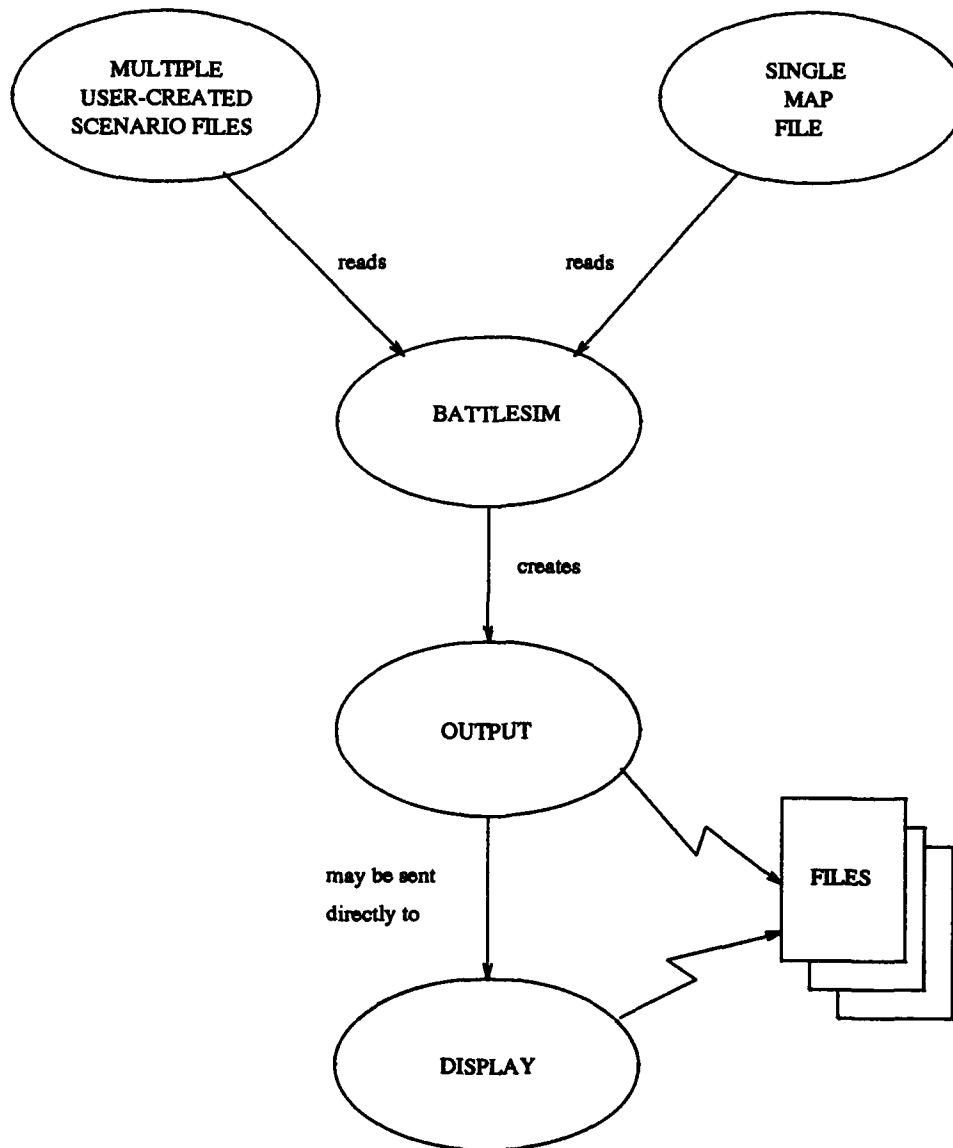 MULTIPLE
USER-CREATED
SCENARIO FILES
SINGLE
MAP
FILE
reads
reads
BATTLESIM
creates
OUTPUT
may be sent
directly to
FILES
DISPLAY